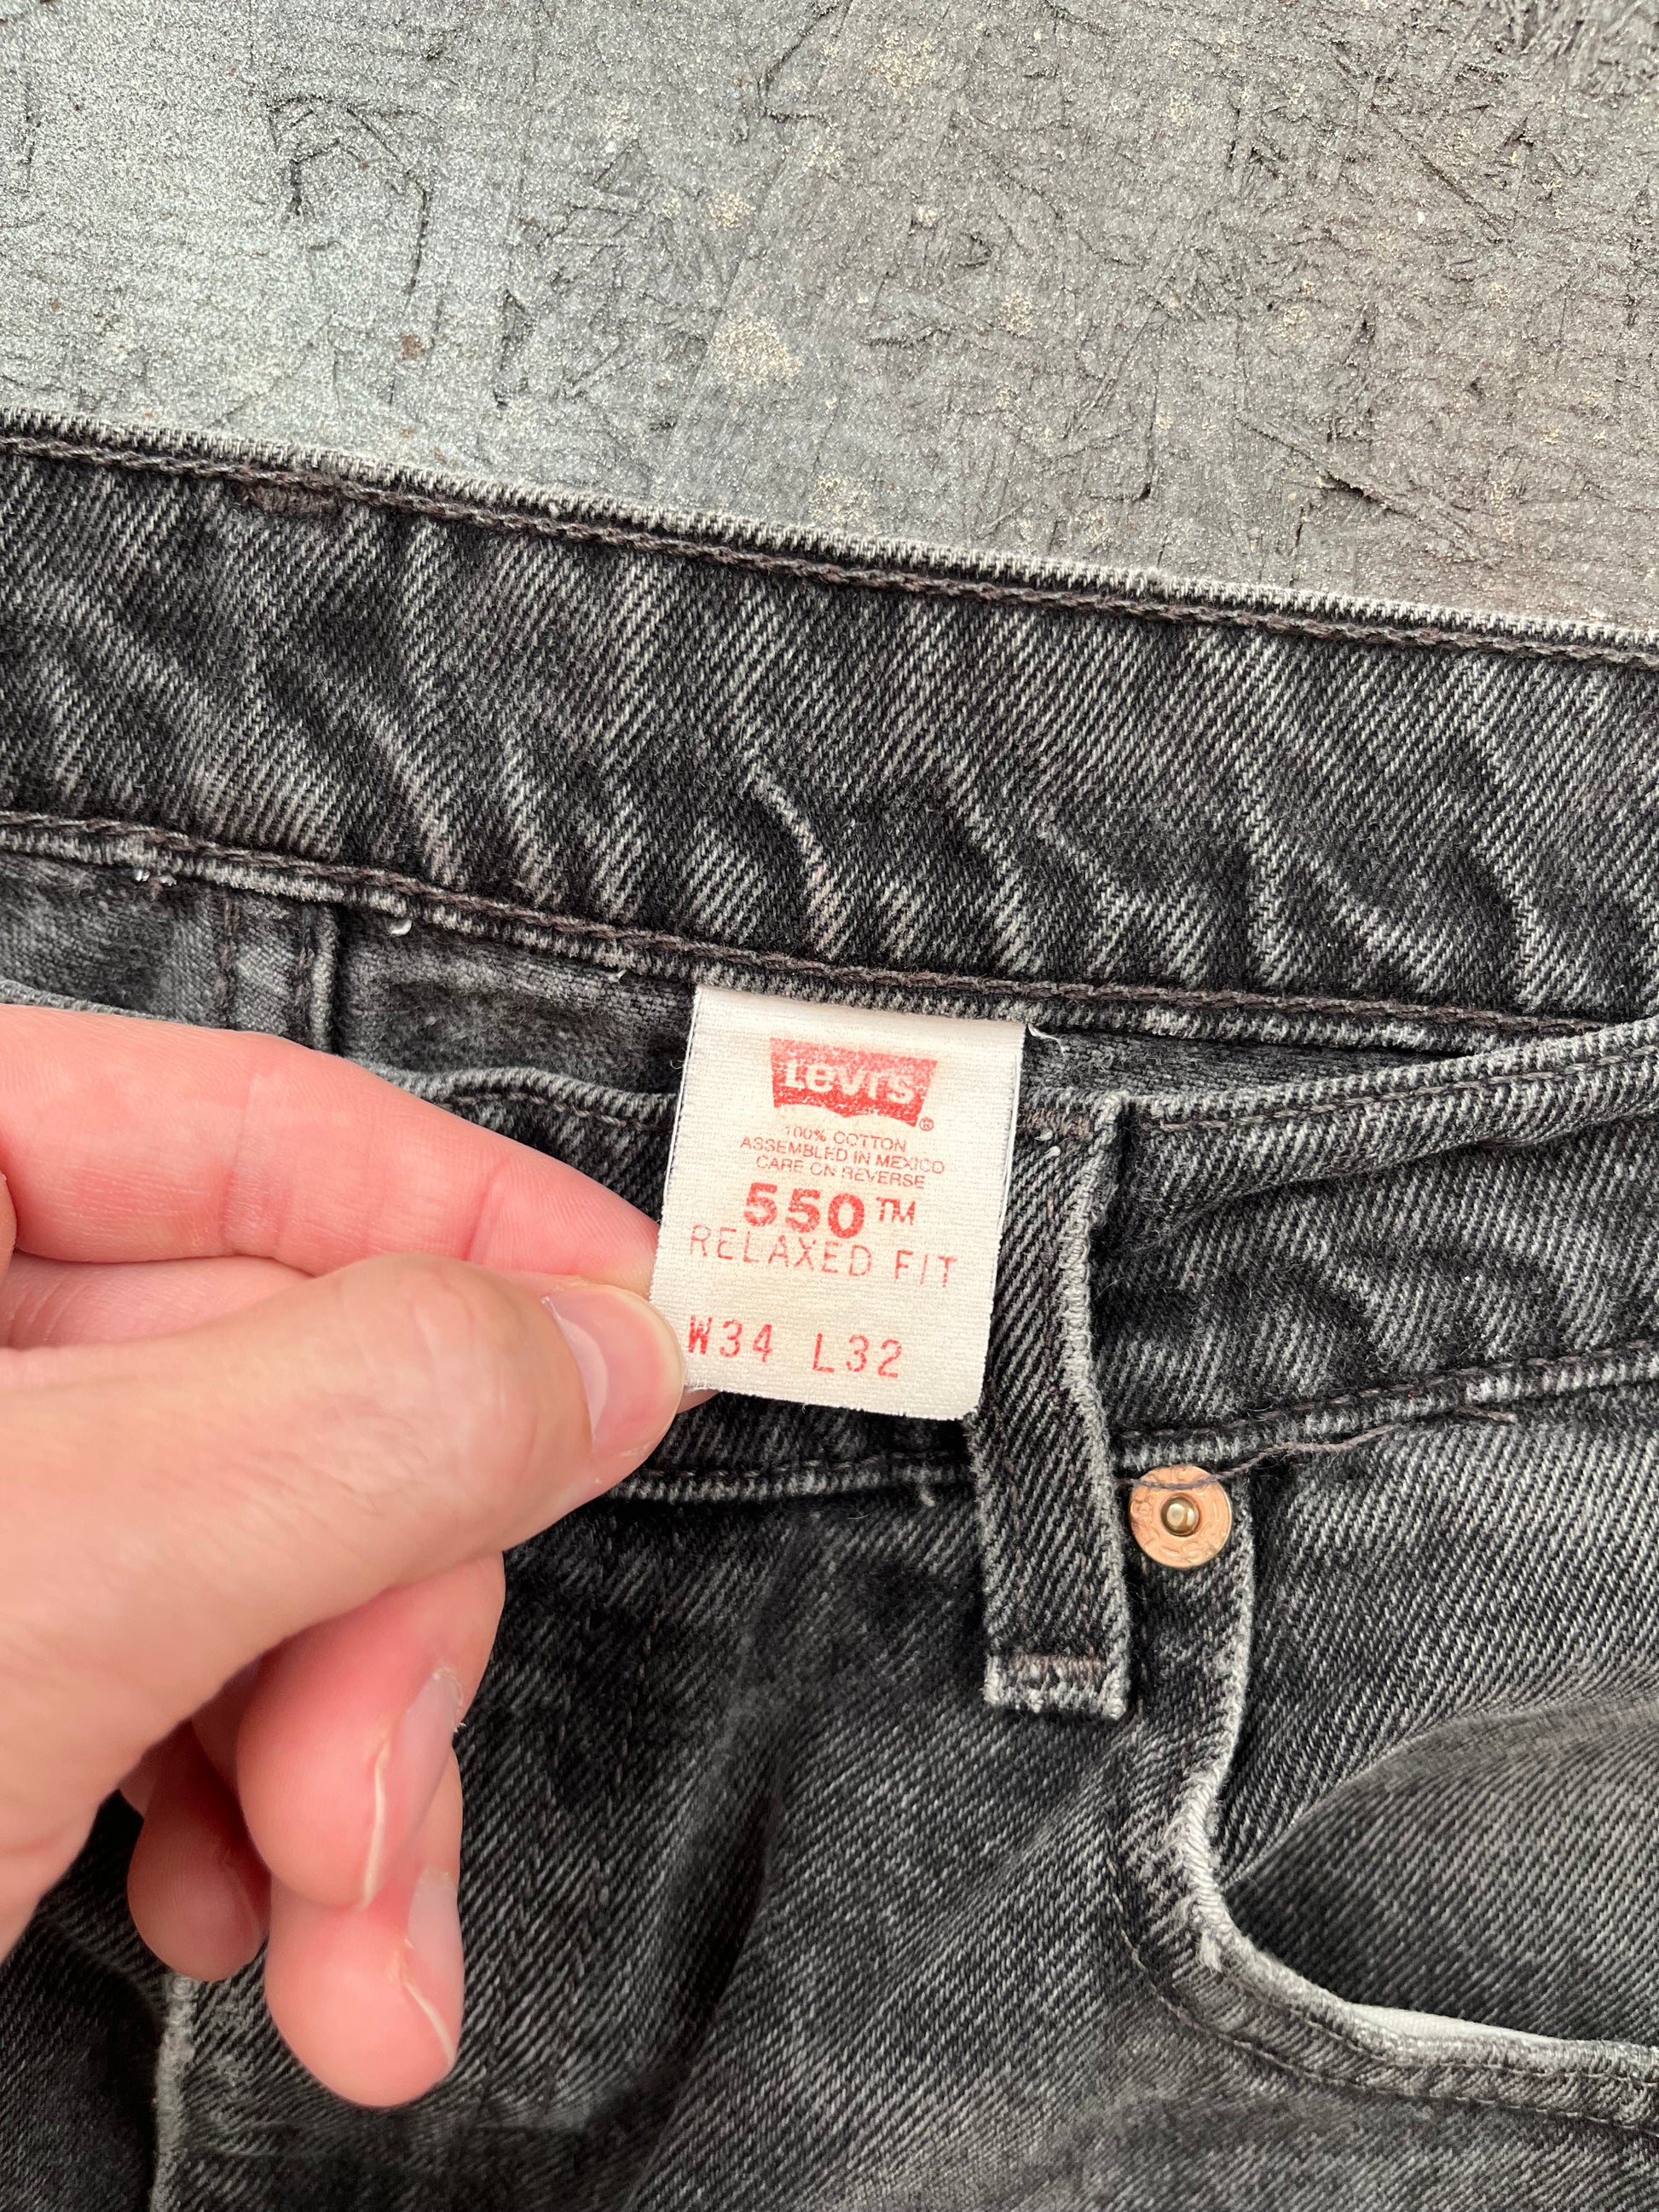 Levi's®
100% COTTON
ASSEMBLED IN MEXICO
CARE ON REVERSE
550™
RELAXED FIT
W34 L32